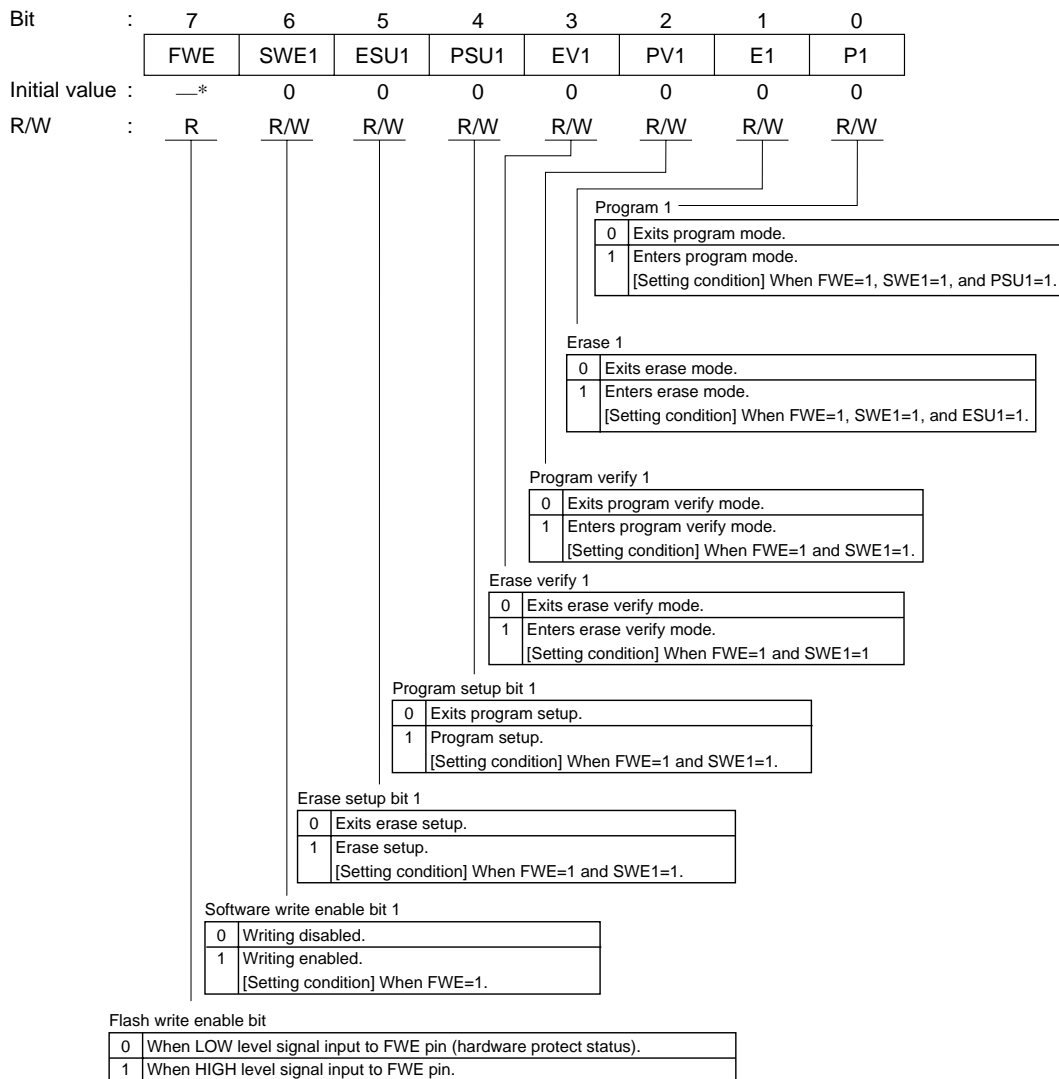 Bit : 7 6 5 4 3 2 1 0
FWE SWE1 ESU1 PSU1 EV1 PV1 E1 P1
Initial value : —* 0 0 0 0 0 0 0
R/W : R R/W R/W R/W R/W R/W R/W R/W
Program 1
0 Exits program mode.
1 Enters program mode.
[Setting condition] When FWE=1, SWE1=1, and PSU1=1.
Erase 1
0 Exits erase mode.
1 Enters erase mode.
[Setting condition] When FWE=1, SWE1=1, and ESU1=1.
Program verify 1
0 Exits program verify mode.
1 Enters program verify mode.
[Setting condition] When FWE=1 and SWE1=1.
Erase verify 1
0 Exits erase verify mode.
1 Enters erase verify mode.
[Setting condition] When FWE=1 and SWE1=1
Program setup bit 1
0 Exits program setup.
1 Program setup.
[Setting condition] When FWE=1 and SWE1=1.
Erase setup bit 1
0 Exits erase setup.
1 Erase setup.
[Setting condition] When FWE=1 and SWE1=1.
Software write enable bit 1
0 Writing disabled.
1 Writing enabled.
[Setting condition] When FWE=1.
Flash write enable bit
0 When LOW level signal input to FWE pin (hardware protect status).
1 When HIGH level signal input to FWE pin.